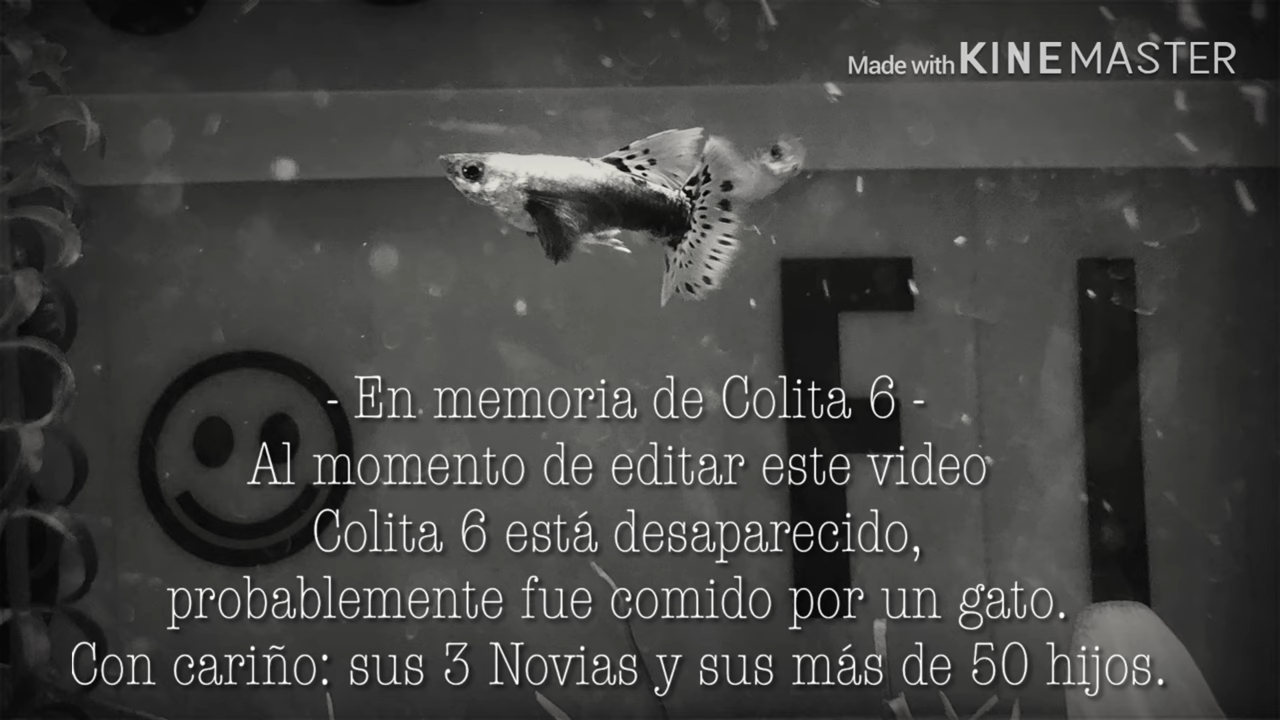 Made with KINEMASTER
FI
- En memoria de Colita 6 -
Al momento de editar este video
Colita 6 está desaparecido,
probablemente fue comido por un gato.
Con cariño: sus 3 Novias y sus más de 50 hijos.